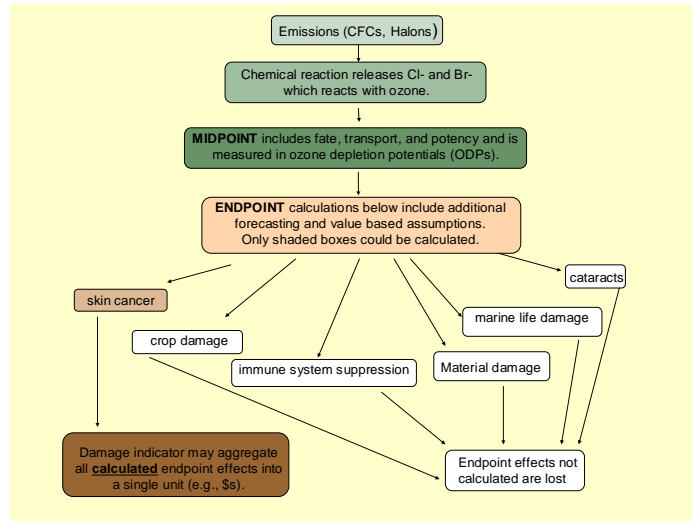 Emissions (CFCs, Halons)
Chemical reaction releases Cl- and Br-
which reacts with ozone.
MIDPOINT includes fate, transport, and potency and is
measured in ozone depletion potentials (ODPs).
ENDPOINT calculations below include additional
forecasting and value based assumptions.
Only shaded boxes could be calculated.
cataracts
skin cancer
marine life damage
crop damage
immune system suppression
Material damage
Damage indicator may aggregate
all calculated endpoint effects into
a single unit (e.g., $s).
Endpoint effects not
calculated are lost